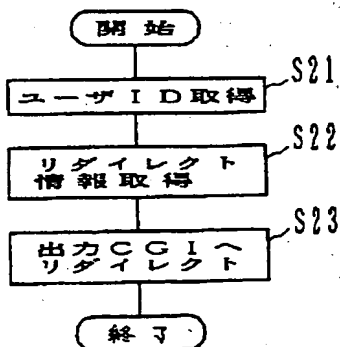 開始
S21
ユーザID取得
S22
リダイレクト
情報取得
S23
出力CGIへ
リダイレクト
終了